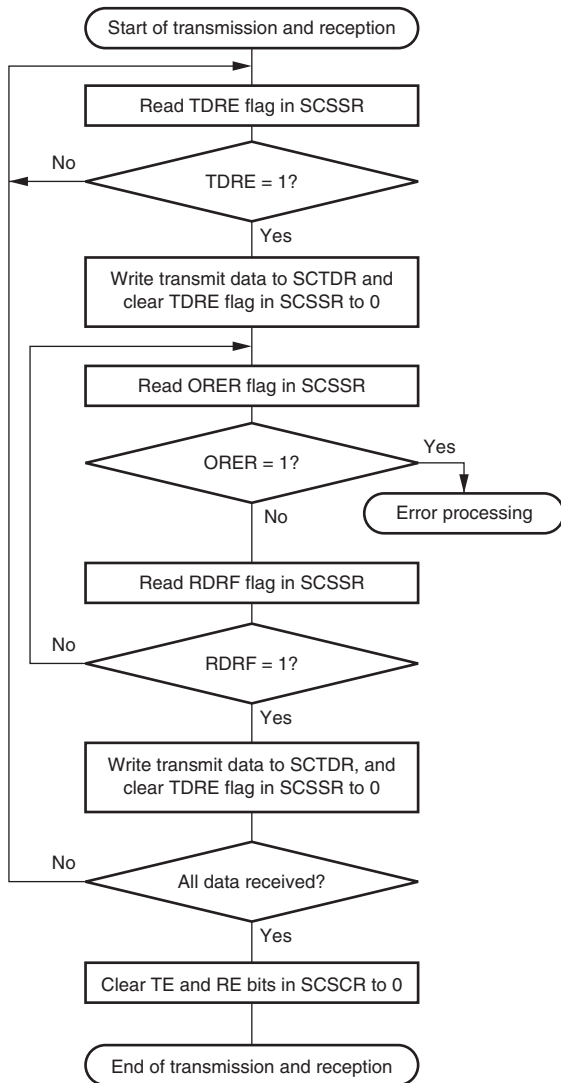 Start of transmission and reception
Read TDRE flag in SCSSR
No
TDRE = 1?
Yes
Write transmit data to SCTDR and
clear TDRE flag in SCSSR to 0
Read ORER flag in SCSSR
ORER = 1?
Yes
No
Error processing
Read RDRF flag in SCSSR
No
RDRF = 1?
Yes
Write transmit data to SCTDR, and
clear TDRE flag in SCSSR to 0
No
All data received?
Yes
Clear TE and RE bits in SCSCR to 0
End of transmission and reception